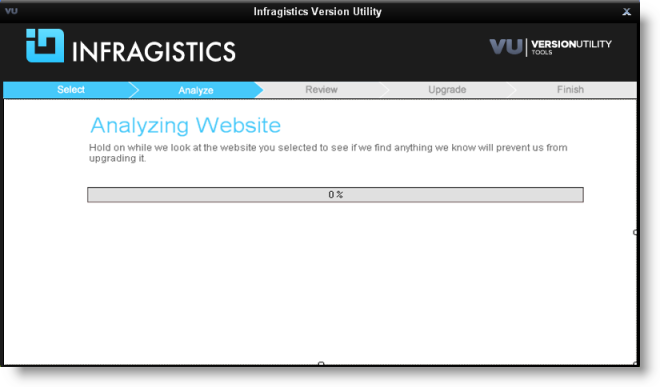 VU Infragistics Version Utility X
INFRAGISTICS
VU VERSIONUTILITY
TOOLS
Select Analyze Review Upgrade Finish
Analyzing Website
Hold on while we look at the website you selected to see if we find anything we know will prevent us from
upgrading it.
0 %